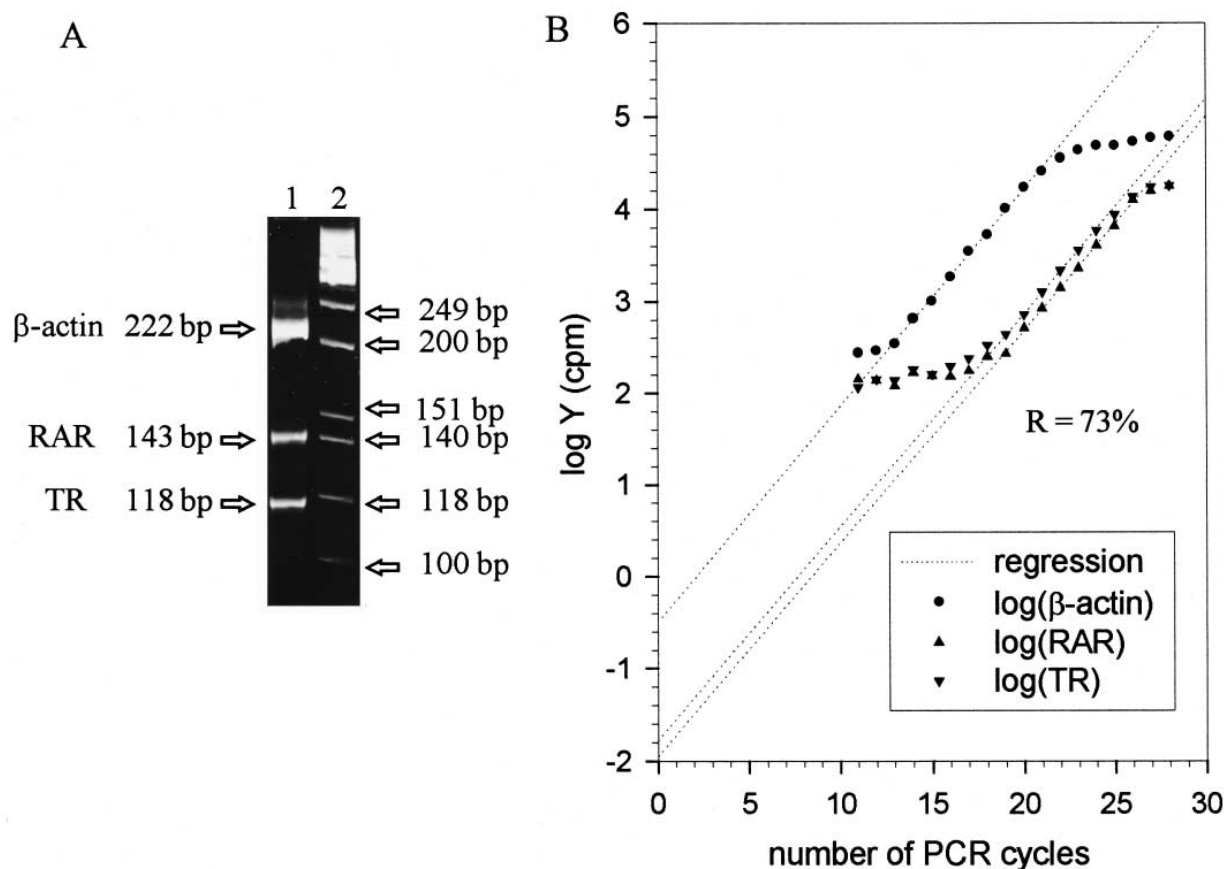 A
1 2
β-actin 222 bp
RAR 143 bp
TR 118 bp
249 bp
200 bp
151 bp
140 bp
118 bp
100 bp
B
6
5
4
3
2
1
0
-1
-2
log Y (cpm)
R = 73%
regression
log(β-actin)
log(RAR)
log(TR)
0 5 10 15 20 25 30
number of PCR cycles